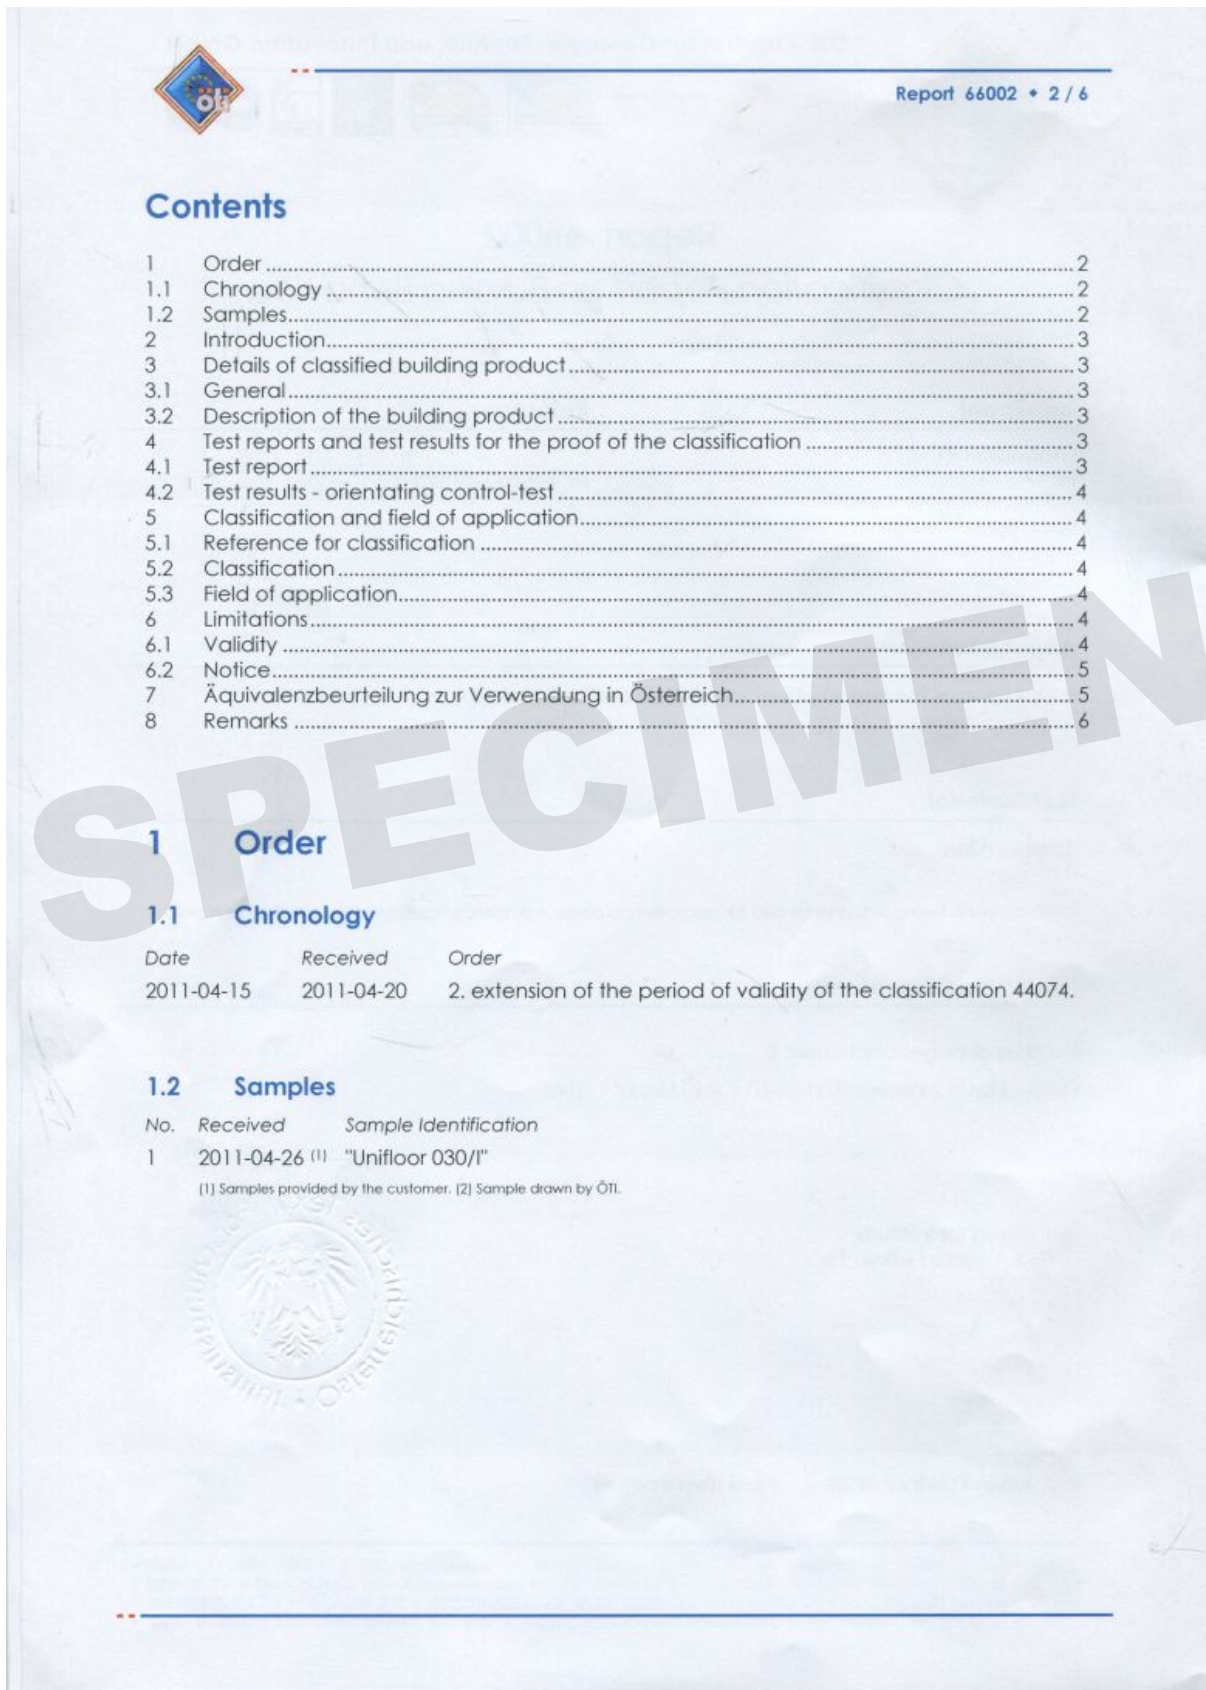 öti
Report 66002 • 2 / 6
Contents
1 Order 2
1.1 Chronology 2
1.2 Samples 2
2 Introduction 3
3 Details of classified building product 3
3.1 General 3
3.2 Description of the building product 3
4 Test reports and test results for the proof of the classification 3
4.1 Test report 3
4.2 Test results - orientating control-test 4
5 Classification and field of application 4
5.1 Reference for classification 4
5.2 Classification 4
5.3 Field of application 4
6 Limitations 4
6.1 Validity 4
6.2 Notice 5
7 Äquivalenzbeurteilung zur Verwendung in Österreich 5
8 Remarks 6
SPECIMEN
1 Order
1.1 Chronology
Date Received Order
2011-04-15 2011-04-20 2. extension of the period of validity of the classification 44074.
1.2 Samples
No. Received Sample Identification
1 2011-04-26 (1) "Unifloor 030/I"
(1) Samples provided by the customer. (2) Sample drawn by ÖTI.